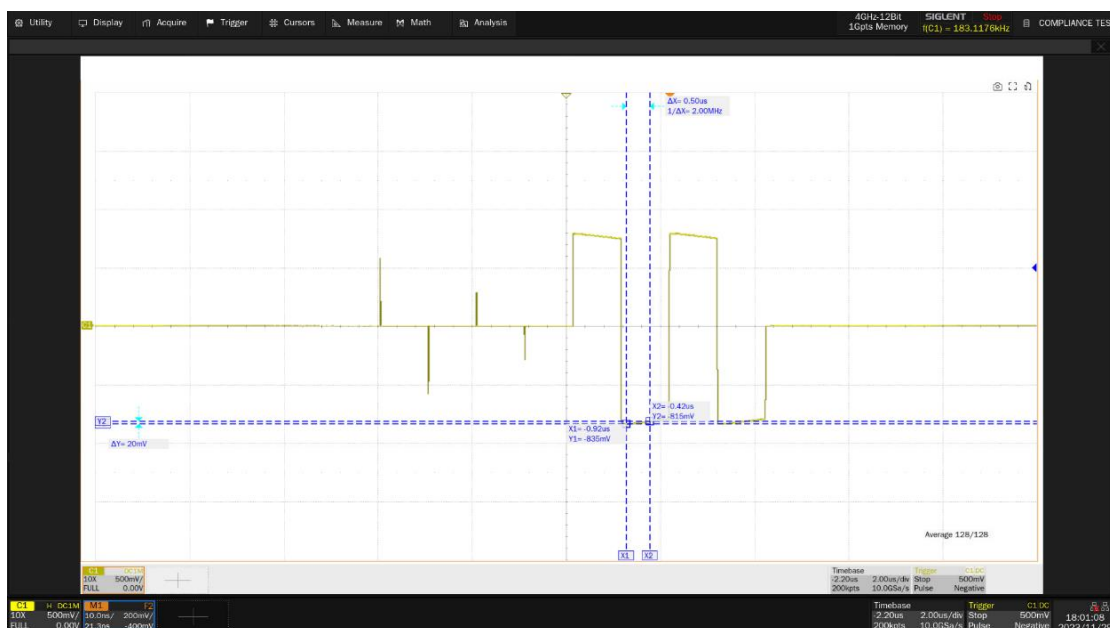 Utility Display Acquire Trigger Cursors Measure Math Analysis
4GHz-12Bit SIGLENT Stop
1Gpts Memory f(C1) = 183.1176kHz COMPLIANCE TES
ΔX= 0.50us
1/ΔX= 2.00MHz
C1
X2= -0.42us
Y2= -815mV
Y2
X1= -0.92us
Y1= -835mV
ΔY= 20mV
Average 128/128
X1 X2
C1 DC1M
10X 500mV/
FULL 0.00V
Timebase Trigger C1.DC
-2.20us 2.00us/div Stop 500mV
200kpts 10.0GSa/s Pulse Negative
C1 H DC1M M1 F2
10X 500mV/ 10.0ns/ 200mV/
FULL 0.00V 21.3ns -400mV
Timebase Trigger C1.DC
-2.20us 2.00us/div Stop 500mV 18:01:08
200kpts 10.0GSa/s Pulse Negative